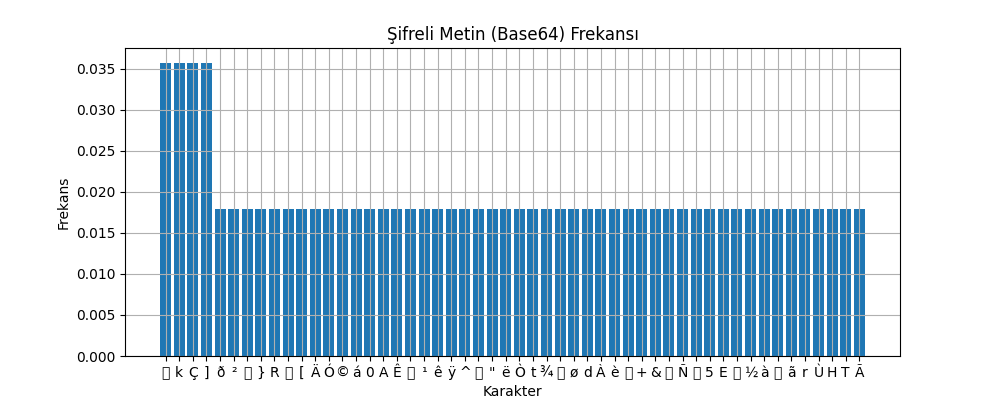 Şifreli Metin (Base64) Frekansı
Frekans
0.035
0.030
0.025
0.020
0.015
0.010
0.005
0.000
k Ç ] ð ² } R [ Ä Ó © á 0 A Ê ¹ ê ÿ ^ " ë Ò t ¾ ø d À è + & Ñ 5 E ½ à ã r Ù H T Ã
Karakter